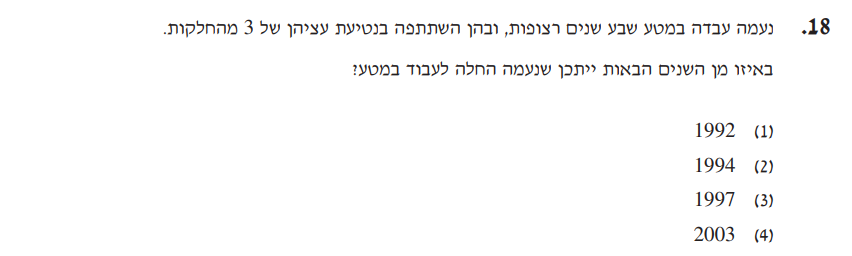 18. נעמה עבדה במטע שבע שנים רצופות, ובהן השתתפה בנטיעת עציהן של 3 מהחלקות.
באיזו מן השנים הבאות ייתכן שנעמה החלה לעבוד במטע?
(1) 1992
(2) 1994
(3) 1997
(4) 2003